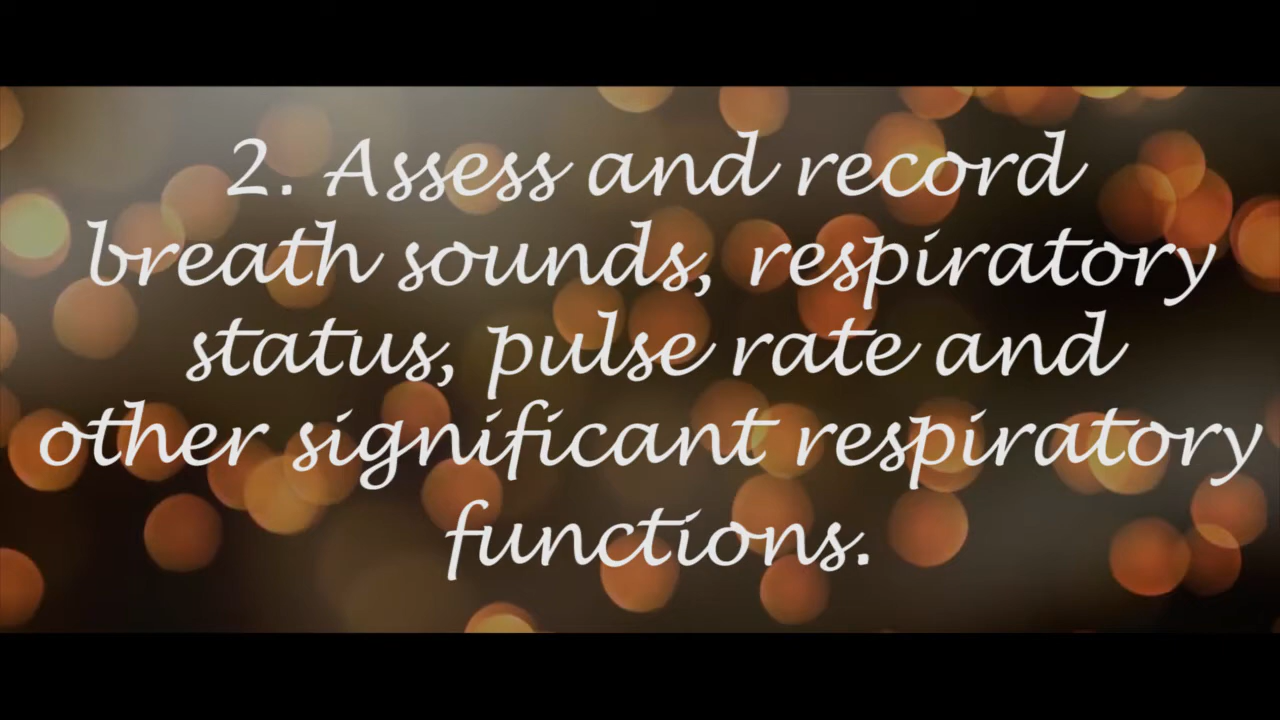 2. Assess and record
breath sounds, respiratory
status, pulse rate and
other significant respiratory
functions.